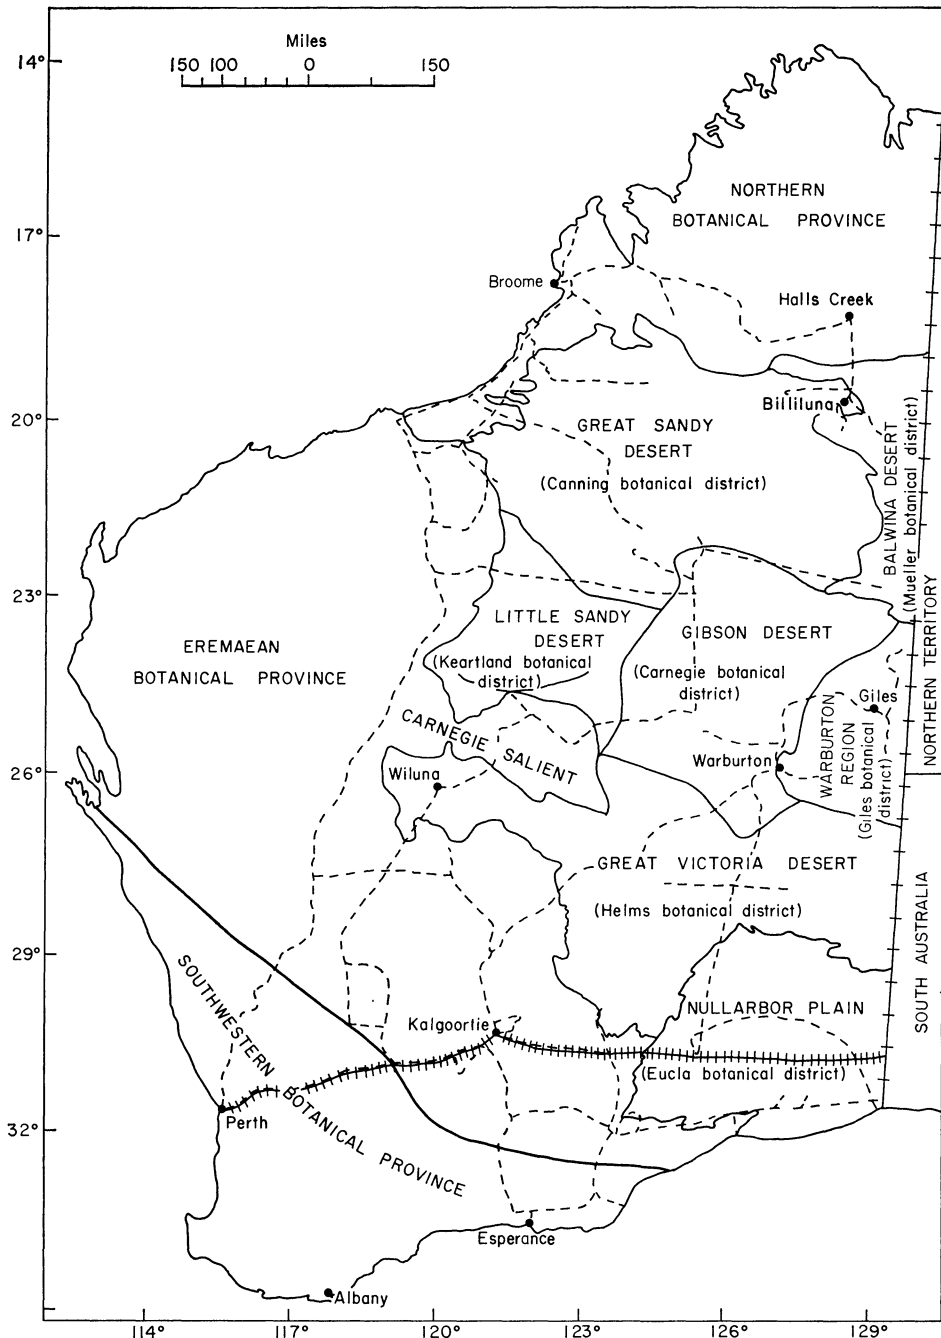 Miles
150 100 0 150
14°
17°
20°
23°
26°
29°
32°
NORTHERN
BOTANICAL PROVINCE
Broome
Halls Creek
Billiluna
GREAT SANDY
DESERT
(Canning botanical district)
BALWINA DESERT
(Mueller botanical district)
LITTLE SANDY
DESERT
(Keartland botanical
district)
GIBSON DESERT
(Carnegie botanical
district)
EREMAEAN
BOTANICAL PROVINCE
CARNEGIE SALIENT
Wiluna
Warburton
Giles
WARBURTON
REGION
(Giles botanical
district)
NORTHERN TERRITORY
GREAT VICTORIA DESERT
(Helms botanical district)
SOUTH AUSTRALIA
NULLARBOR PLAIN
(Eucla botanical district)
Kalgoortie
SOUTHWESTERN BOTANICAL PROVINCE
Perth
Esperance
Albany
114° 117° 120° 123° 126° 129°